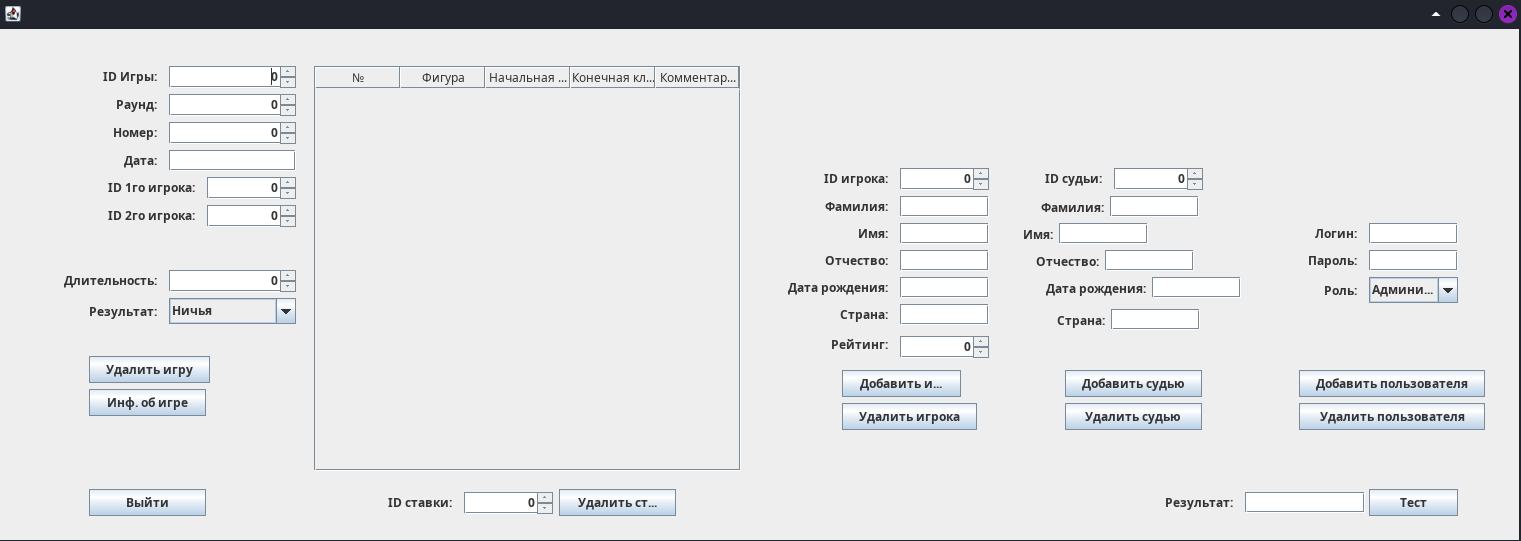 ID Игры: 0
Раунд: 0
Номер: 0
Дата:
ID 1го игрока: 0
ID 2го игрока: 0
Длительность: 0
Результат: Ничья
Удалить игру
Инф. об игре
Выйти
№ Фигура Начальная ... Конечная кл... Комментар...
ID ставки: 0 Удалить ст...
ID игрока: 0
Фамилия:
Имя:
Отчество:
Дата рождения:
Страна:
Рейтинг: 0
Добавить и...
Удалить игрока
ID судьи: 0
Фамилия:
Имя:
Отчество:
Дата рождения:
Страна:
Добавить судью
Удалить судью
Логин:
Пароль:
Роль: Админи...
Добавить пользователя
Удалить пользователя
Результат: Тест